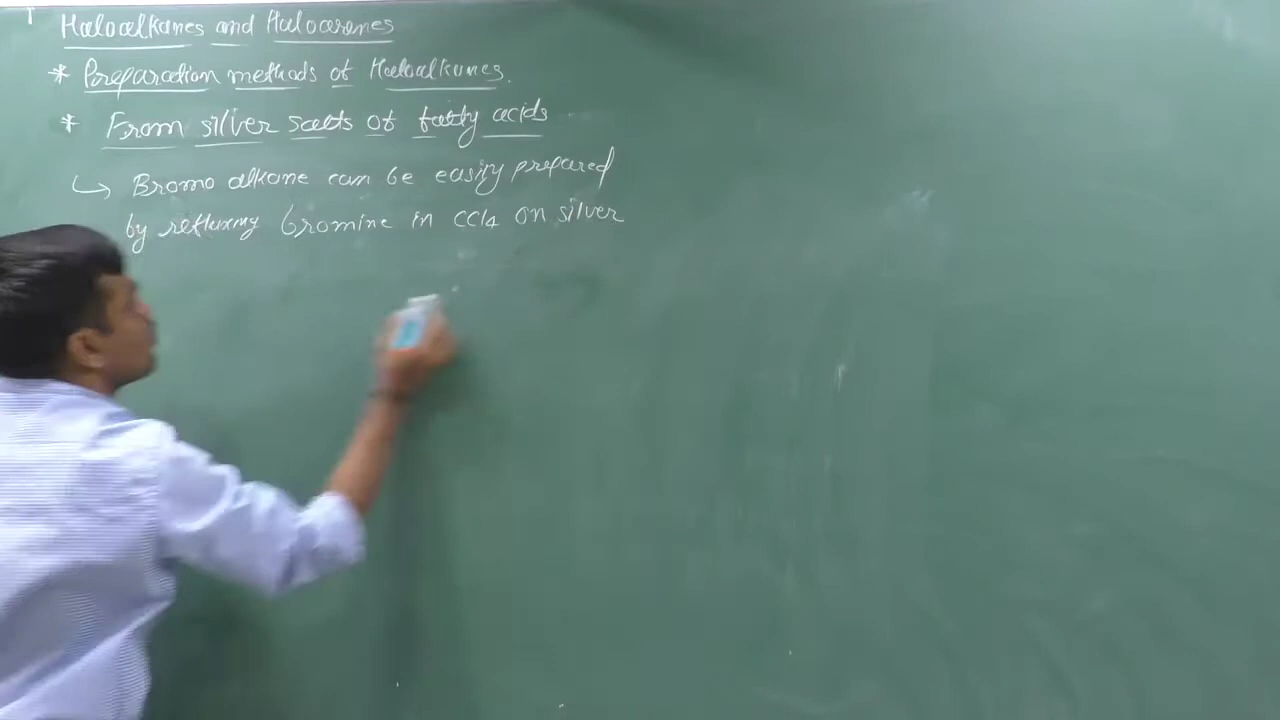 Haloalkanes and Haloarenes
* Preparation methods of Haloalkanes.
* From silver salts of fatty acids
↳ Bromo alkane can be easily prepared
by refluxing bromine in CCl4 on silver